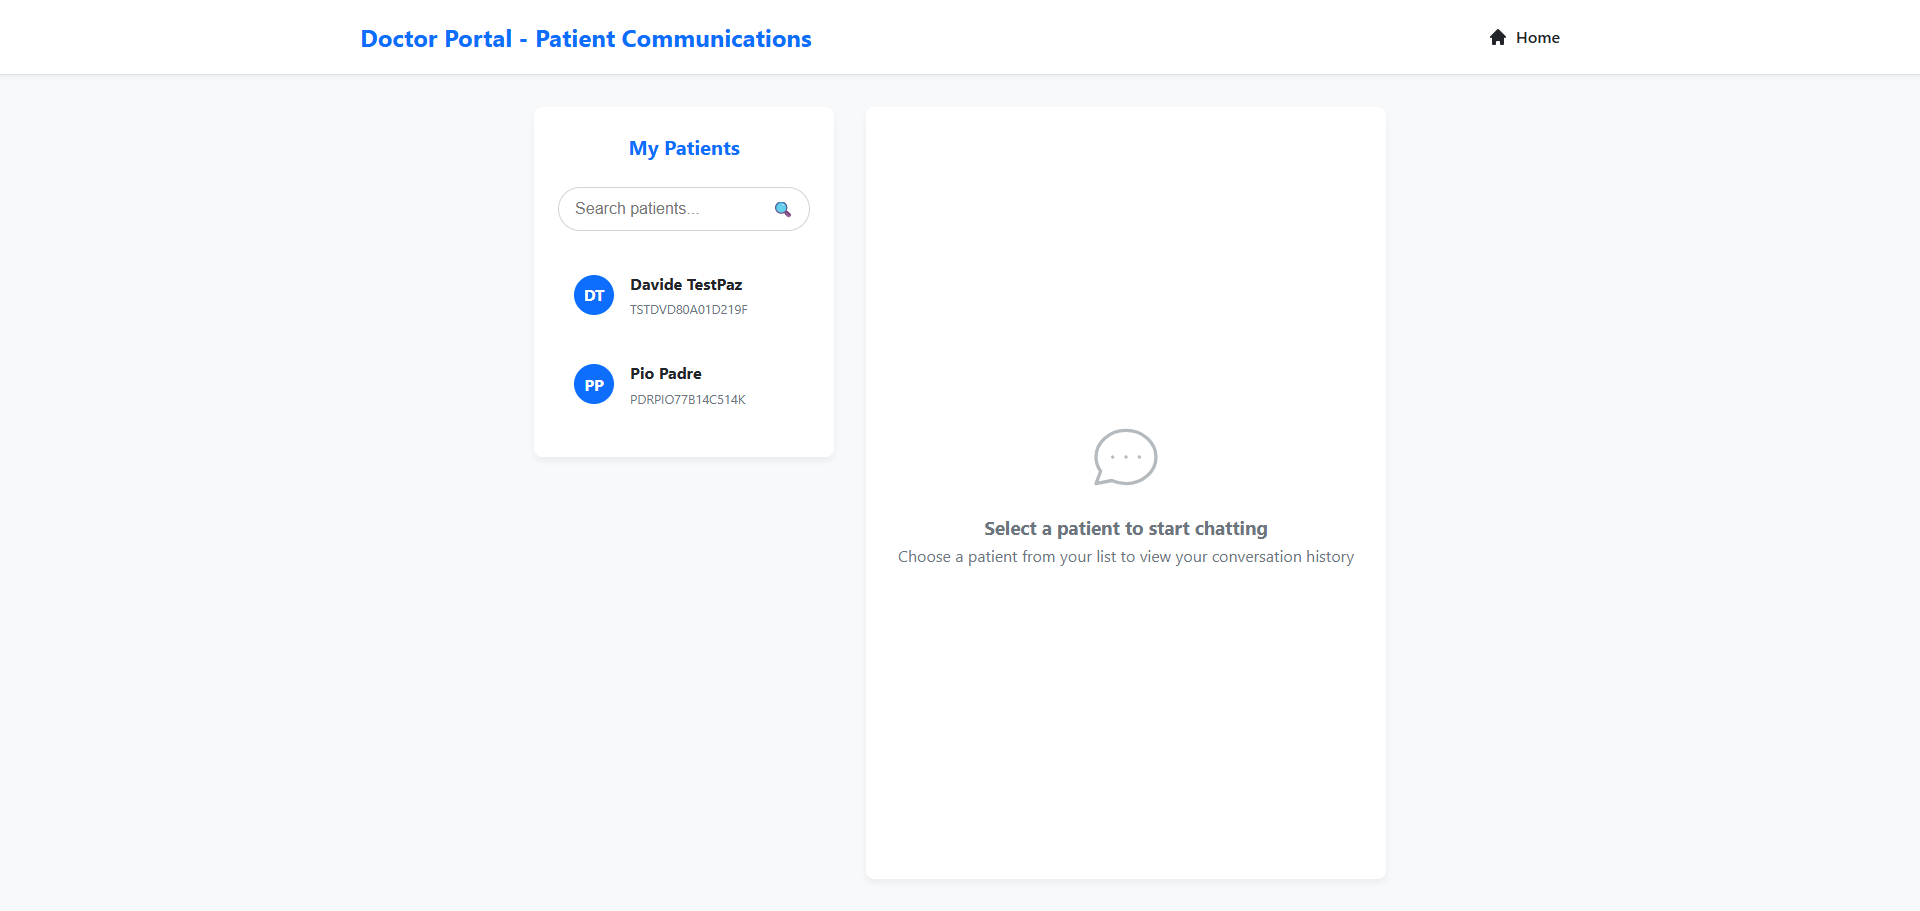 Doctor Portal - Patient Communications
Home
My Patients
Search patients...
DT
Davide TestPaz
TSTDVD80A01D219F
PP
Pio Padre
PDRPIO77B14C514K
Select a patient to start chatting
Choose a patient from your list to view your conversation history